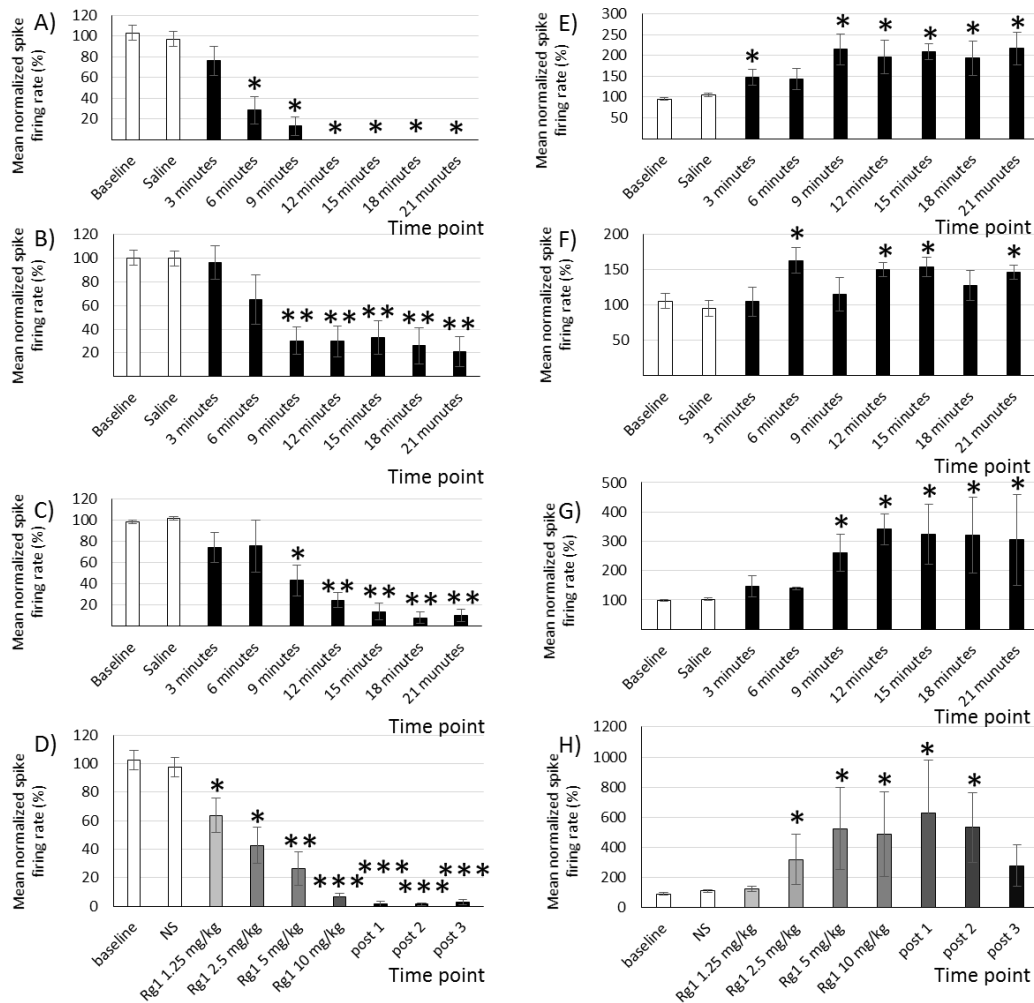 A)
Mean normalized spike
firing rate (%)
120
100
80
60
40
20
* * * * * *
Baseline
Saline
3 minutes
6 minutes
9 minutes
12 minutes
15 minutes
18 minutes
21 munutes
Time point
B)
Mean normalized spike
firing rate (%)
120
100
80
60
40
20
** ** ** ** **
Baseline
Saline
3 minutes
6 minutes
9 minutes
12 minutes
15 minutes
18 minutes
21 munutes
Time point
C)
Mean normalized spike
firing rate (%)
120
100
80
60
40
20
* ** ** ** **
Baseline
Saline
3 minutes
6 minutes
9 minutes
12 minutes
15 minutes
18 minutes
21 munutes
Time point
D)
Mean normalized spike
firing rate (%)
120
100
80
60
40
20
0
* * ** *** *** *** ***
baseline
NS
Rg1 1.25 mg/kg
Rg1 2.5 mg/kg
Rg1 5 mg/kg
Rg1 10 mg/kg
post 1
post 2
post 3
Time point
E)
Mean normalized spike
firing rate (%)
300
250
200
150
100
50
* * * * * *
Baseline
Saline
3 minutes
6 minutes
9 minutes
12 minutes
15 minutes
18 minutes
21 munutes
Time point
F)
Mean normalized spike
firing rate (%)
200
150
100
50
* * * *
Baseline
Saline
3 minutes
6 minutes
9 minutes
12 minutes
15 minutes
18 minutes
21 munutes
Time point
G)
Mean normalized spike
firing rate (%)
500
400
300
200
100
* * * * *
Baseline
Saline
3 minutes
6 minutes
9 minutes
12 minutes
15 minutes
18 minutes
21 munutes
Time point
H)
Mean normalized spike
firing rate (%)
1000
800
600
400
200
0
* * * * *
baseline
NS
Rg1 1.25 mg/kg
Rg1 2.5 mg/kg
Rg1 5 mg/kg
Rg1 10 mg/kg
post 1
post 2
post 3
Time point